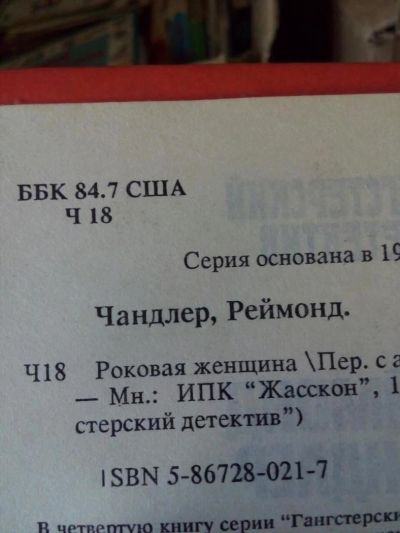 ББК 84.7 США
Ч 18
Серия основана в 19
Чандлер, Реймонд.
Ч18 Роковая женщина \Пер. с а
— Мн.: ИПК “Жасскон”, 1
стерский детектив”)
ISBN 5-86728-021-7
В четвертую книгу серии “Гангстерски